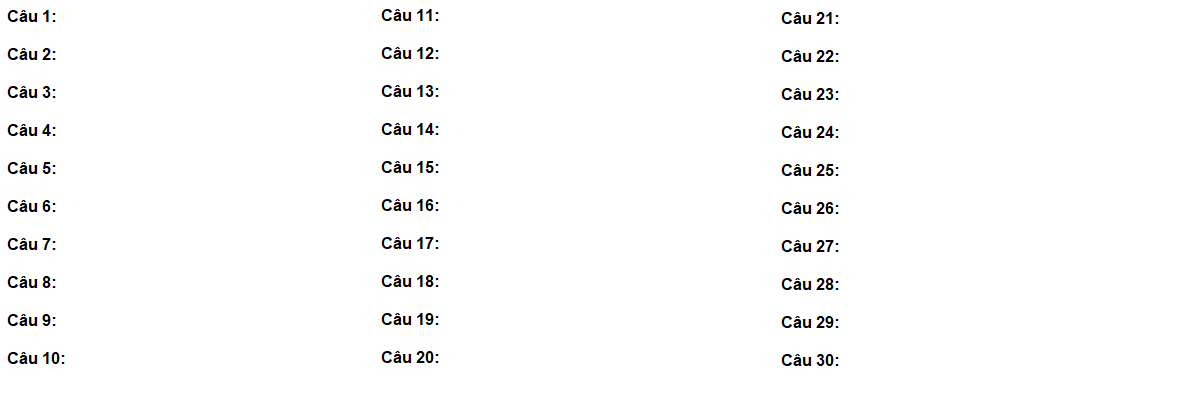 Câu 1:
Câu 2:
Câu 3:
Câu 4:
Câu 5:
Câu 6:
Câu 7:
Câu 8:
Câu 9:
Câu 10:
Câu 11:
Câu 12:
Câu 13:
Câu 14:
Câu 15:
Câu 16:
Câu 17:
Câu 18:
Câu 19:
Câu 20:
Câu 21:
Câu 22:
Câu 23:
Câu 24:
Câu 25:
Câu 26:
Câu 27:
Câu 28:
Câu 29:
Câu 30: